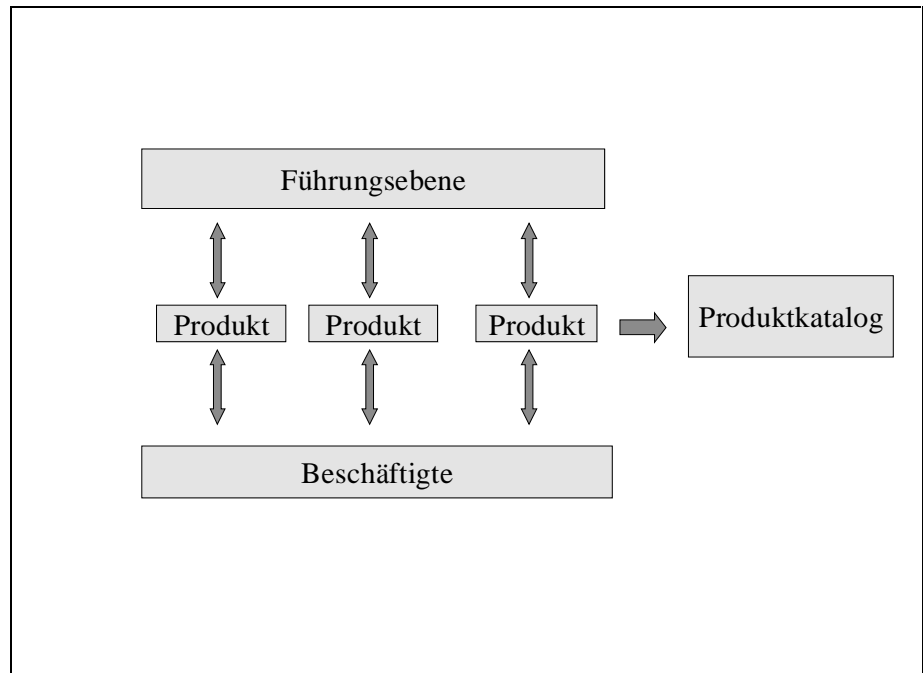 Führungsebene
Produkt Produkt Produkt
Produktkatalog
Beschäftigte